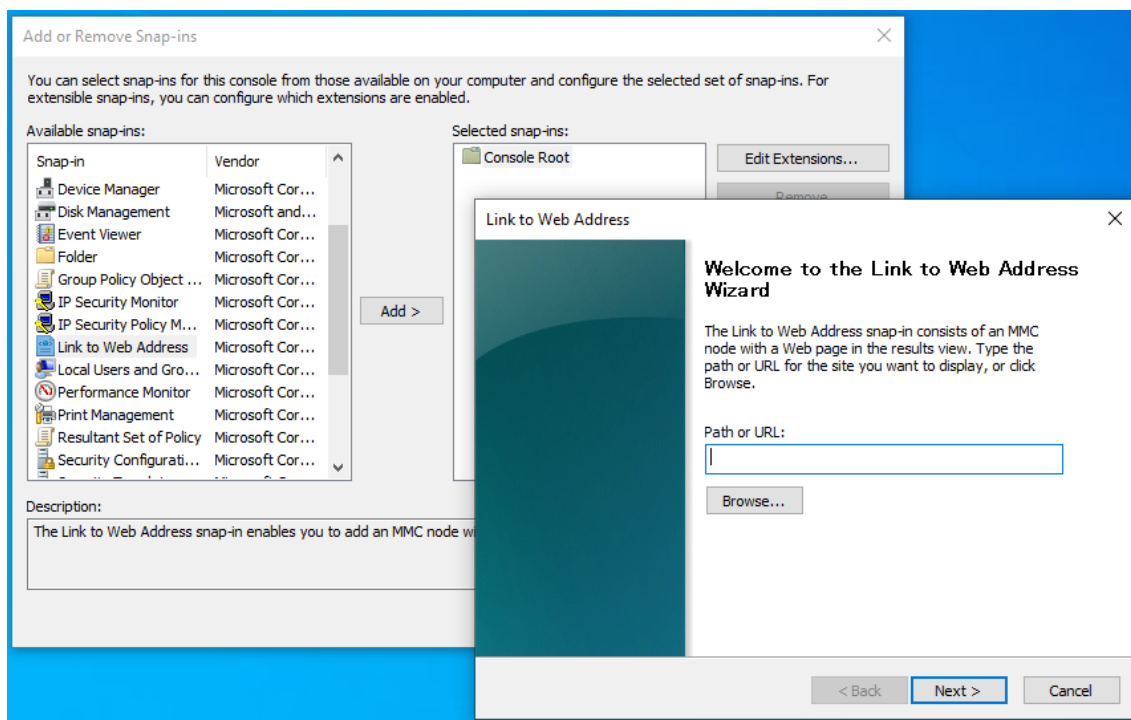 Add or Remove Snap-ins
You can select snap-ins for this console from those available on your computer and configure the selected set of snap-ins. For
extensible snap-ins, you can configure which extensions are enabled.
Available snap-ins:
Selected snap-ins:
Snap-in Vendor
Device Manager Microsoft Cor...
Disk Management Microsoft and...
Event Viewer Microsoft Cor...
Folder Microsoft Cor...
Group Policy Object ... Microsoft Cor...
IP Security Monitor Microsoft Cor...
IP Security Policy M... Microsoft Cor...
Link to Web Address Microsoft Cor...
Local Users and Gro... Microsoft Cor...
Performance Monitor Microsoft Cor...
Print Management Microsoft Cor...
Resultant Set of Policy Microsoft Cor...
Security Configurati... Microsoft Cor...
Add >
Console Root
Edit Extensions...
Remove
Description:
The Link to Web Address snap-in enables you to add an MMC node
Link to Web Address
Welcome to the Link to Web Address
Wizard
The Link to Web Address snap-in consists of an MMC
node with a Web page in the results view. Type the
path or URL for the site you want to display, or click
Browse.
Path or URL:
Browse...
< Back
Next >
Cancel